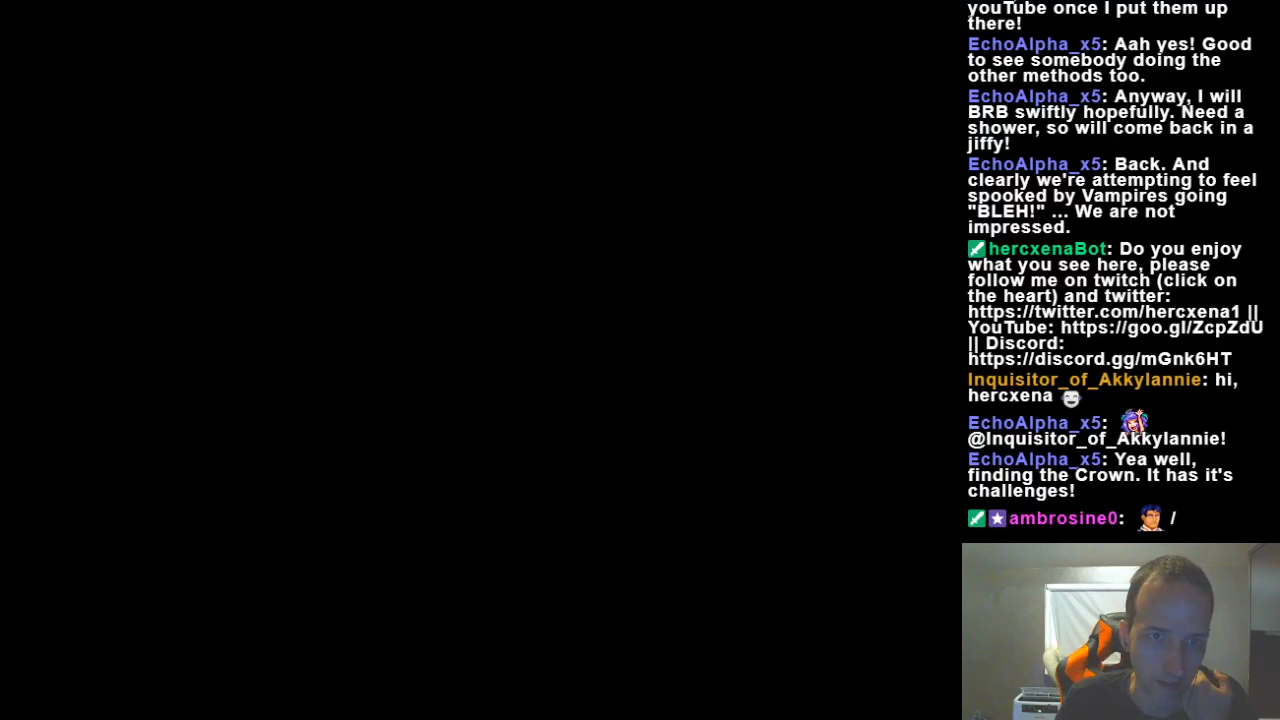 youTube once I put them up
there!
EchoAlpha_x5: Aah yes! Good
to see somebody doing the
other methods too.
EchoAlpha_x5: Anyway, I will
BRB swiftly hopefully. Need a
shower, so will come back in a
jiffy!
EchoAlpha_x5: Back. And
clearly we're attempting to feel
spooked by Vampires going
"BLEH!" ... We are not
impressed.
hercxenaBot: Do you enjoy
what you see here, please
follow me on twitch (click on
the heart) and twitter:
https://twitter.com/hercxena1 ||
YouTube: https://goo.gl/ZcpZdU
|| Discord:
https://discord.gg/mGnk6HT
Inquisitor_of_Akkylannie: hi,
hercxena
EchoAlpha_x5:
@Inquisitor_of_Akkylannie!
EchoAlpha_x5: Yea well,
finding the Crown. It has it's
challenges!
ambrosine0: /